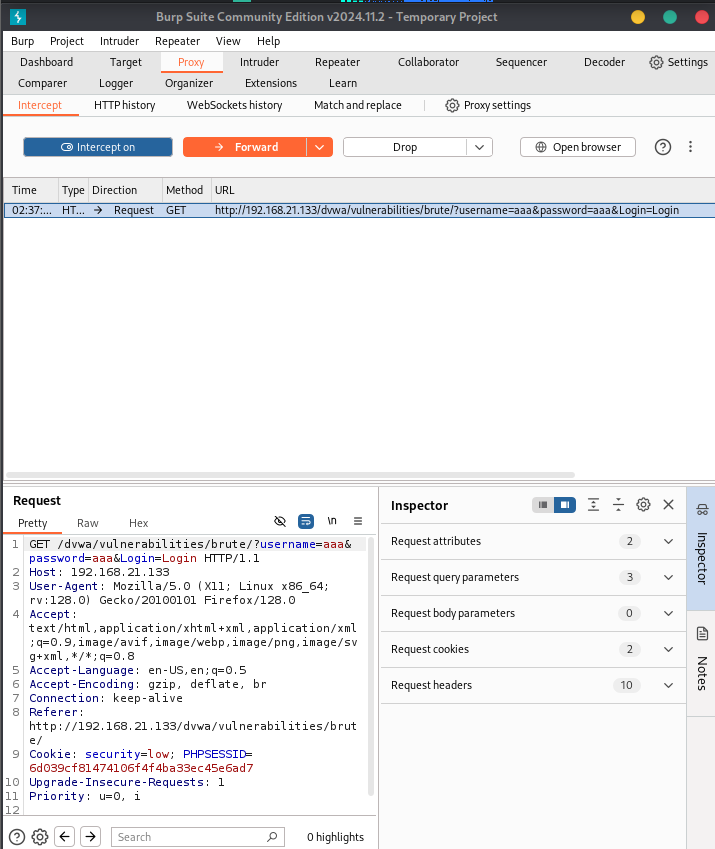 Burp Suite Community Edition v2024.11.2 - Temporary Project
Burp Project Intruder Repeater View Help
Dashboard Target Proxy Intruder Repeater Collaborator Sequencer Decoder Settings
Comparer Logger Organizer Extensions Learn
Intercept HTTP history WebSockets history Match and replace Proxy settings
Intercept on Forward Drop Open browser
Time Type Direction Method URL
02:37:... HT... Request GET http://192.168.21.133/dvwa/vulnerabilities/brute/?username=aaa&password=aaa&Login=Login
Request
Pretty Raw Hex \n
1 GET /dvwa/vulnerabilities/brute/?username=aaa&
password=aaa&Login=Login HTTP/1.1
2 Host: 192.168.21.133
3 User-Agent: Mozilla/5.0 (X11; Linux x86_64;
rv:128.0) Gecko/20100101 Firefox/128.0
4 Accept:
text/html,application/xhtml+xml,application/xml
;q=0.9,image/avif,image/webp,image/png,image/sv
g+xml,*/*;q=0.8
5 Accept-Language: en-US,en;q=0.5
6 Accept-Encoding: gzip, deflate, br
7 Connection: keep-alive
8 Referer:
http://192.168.21.133/dvwa/vulnerabilities/brut
e/
9 Cookie: security=low; PHPSESSID=
6d039cf81474106f4f4ba33ec45e6ad7
10 Upgrade-Insecure-Requests: 1
11 Priority: u=0, i
12
Search 0 highlights
Inspector
Request attributes 2
Request query parameters 3
Request body parameters 0
Request cookies 2
Request headers 10
Inspector
Notes